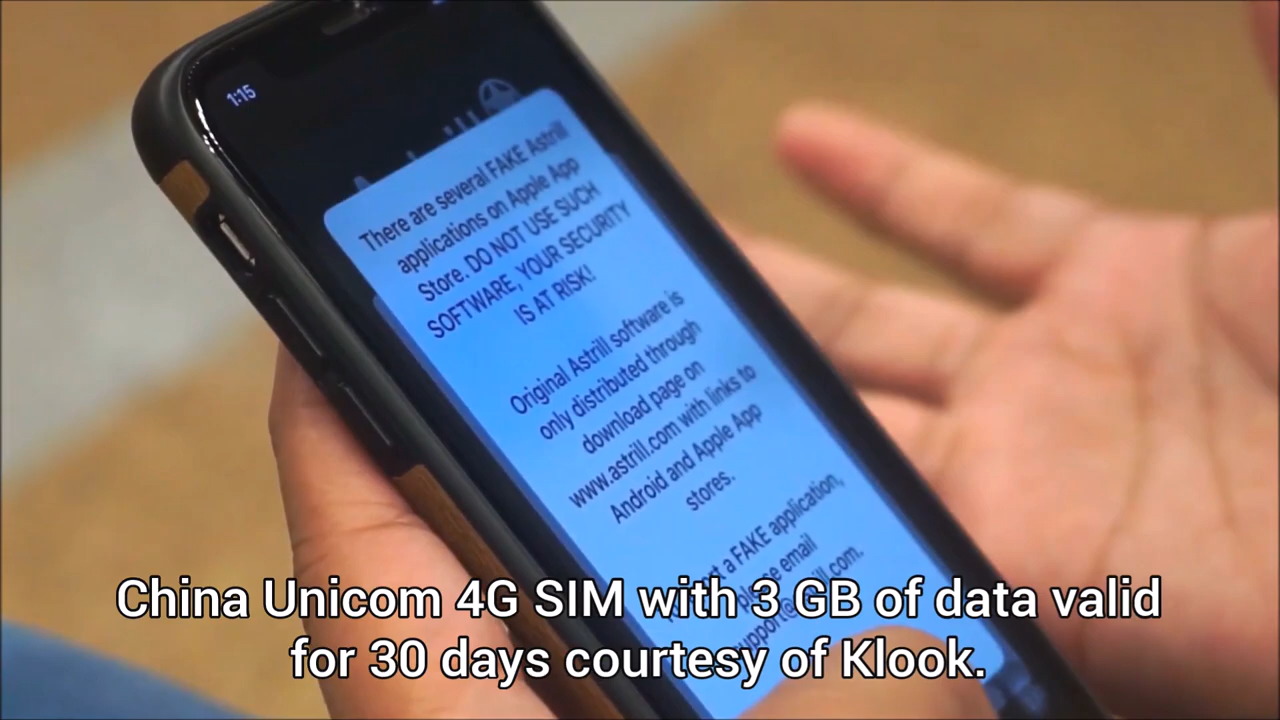 1:15
There are several FAKE Astrill
applications on Apple App
Store. DO NOT USE SUCH
SOFTWARE, YOUR SECURITY
IS AT RISK!
Original Astrill software is
only distributed through
download page on
www.astrill.com with links to
Android and Apple App
stores.
a FAKE application,
email
China Unicom 4G SIM with 3 GB of data valid
for 30 days courtesy of Klook.